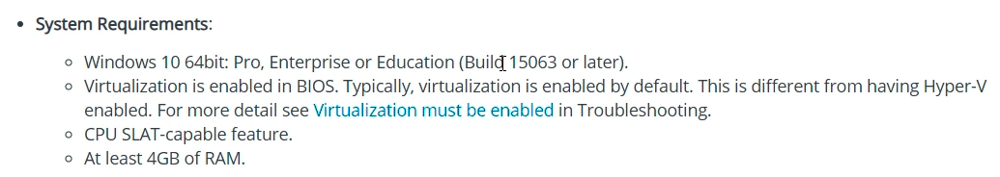 System Requirements:
Windows 10 64bit: Pro, Enterprise or Education (Build 15063 or later).
Virtualization is enabled in BIOS. Typically, virtualization is enabled by default. This is different from having Hyper-V
enabled. For more detail see Virtualization must be enabled in Troubleshooting.
CPU SLAT-capable feature.
At least 4GB of RAM.